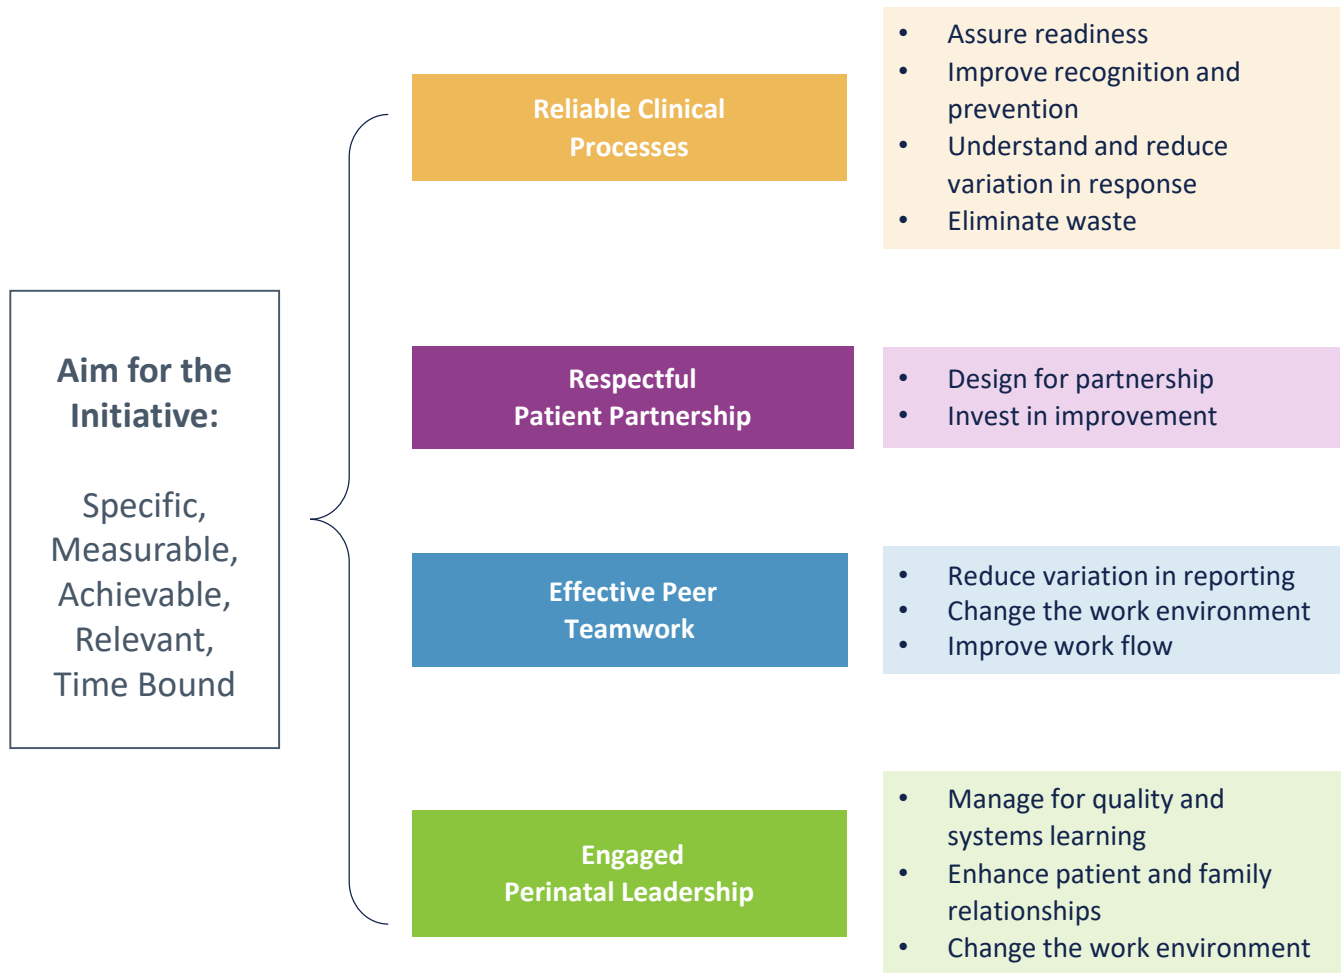 Aim for the
Initiative:
Specific,
Measurable,
Achievable,
Relevant,
Time Bound
Reliable Clinical
Processes
• Assure readiness
• Improve recognition and
prevention
• Understand and reduce
variation in response
• Eliminate waste
Respectful
Patient Partnership
• Design for partnership
• Invest in improvement
Effective Peer
Teamwork
• Reduce variation in reporting
• Change the work environment
• Improve work flow
Engaged
Perinatal Leadership
• Manage for quality and
systems learning
• Enhance patient and family
relationships
• Change the work environment